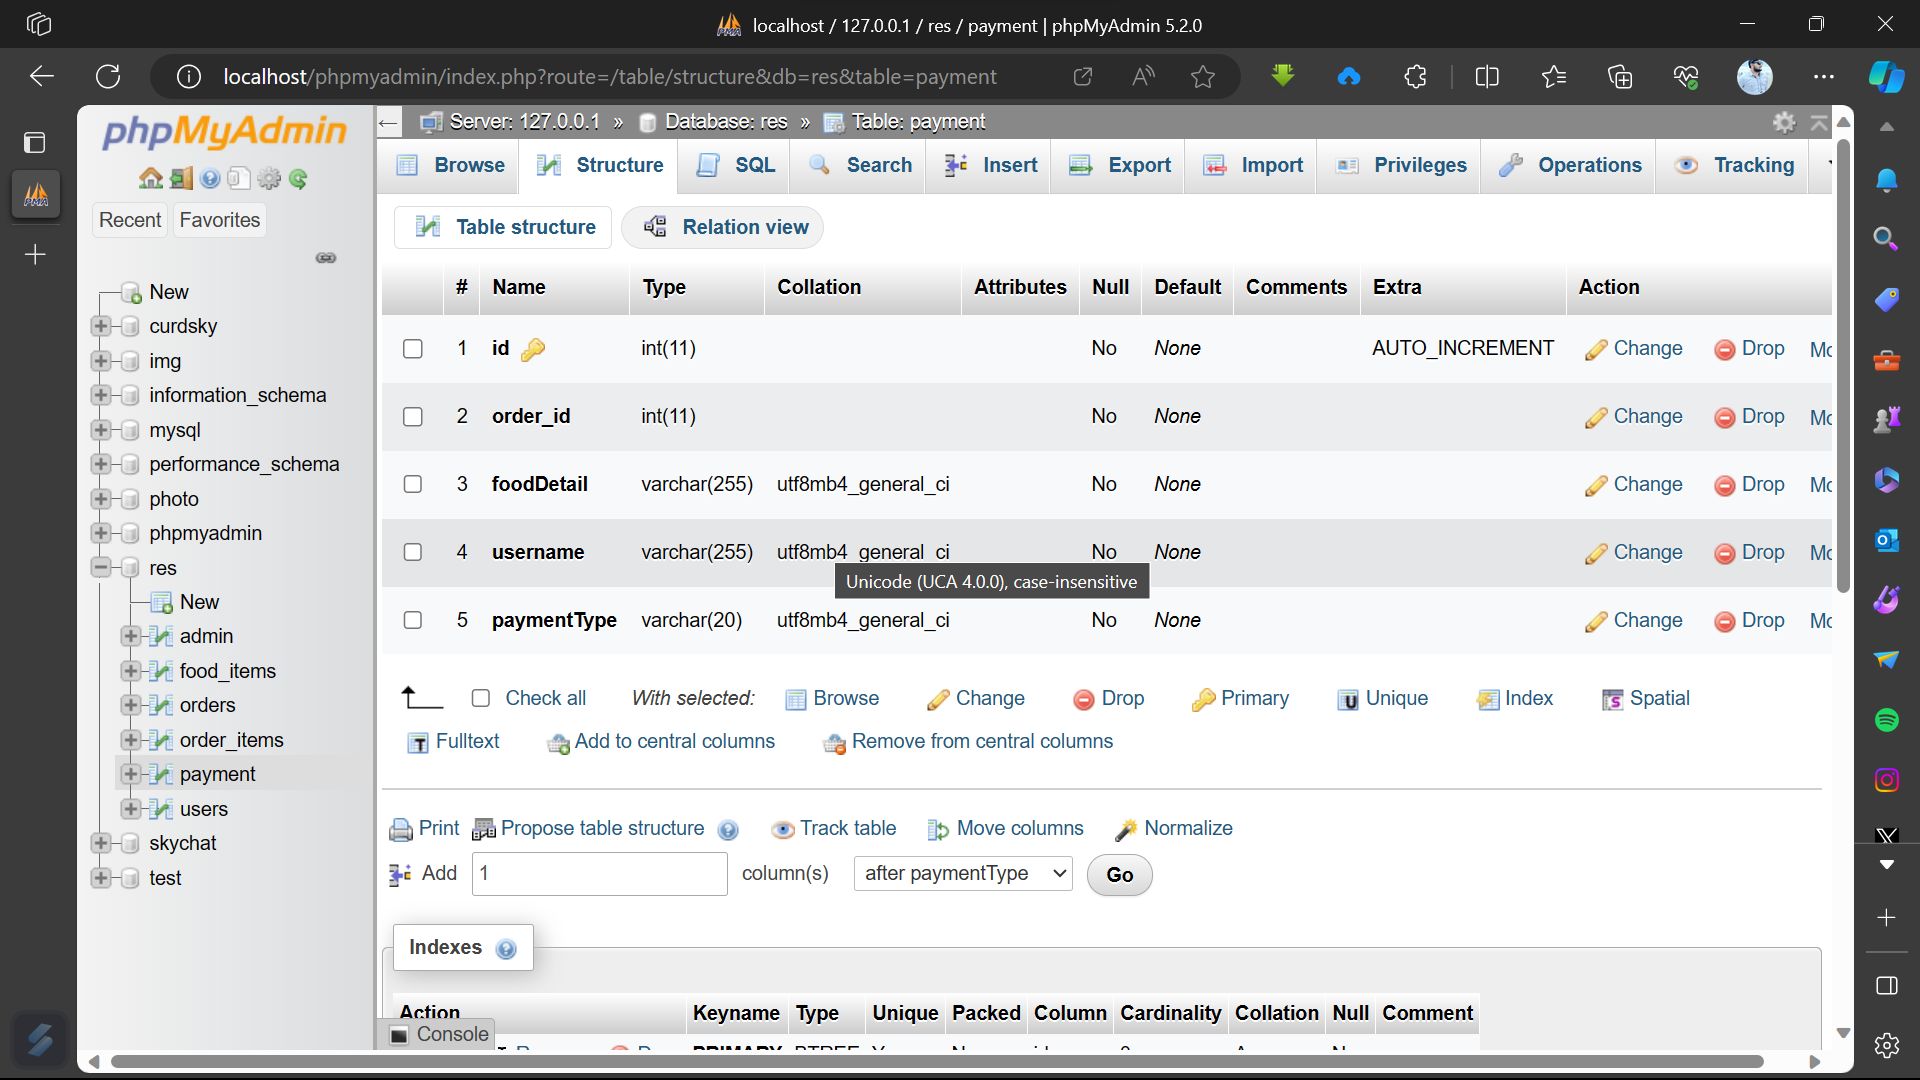 localhost / 127.0.0.1 / res / payment | phpMyAdmin 5.2.0
localhost/phpmyadmin/index.php?route=/table/structure&db=res&table=payment
phpMyAdmin
Server: 127.0.0.1 » Database: res » Table: payment
Browse Structure SQL Search Insert Export Import Privileges Operations Tracking
Recent Favorites
Table structure Relation view
New
curdsky
img
information_schema
mysql
performance_schema
photo
phpmyadmin
res
New
admin
food_items
orders
order_items
payment
users
skychat
test
# Name Type Collation Attributes Null Default Comments Extra Action
1 id int(11) No None AUTO_INCREMENT Change Drop
2 order_id int(11) No None Change Drop
3 foodDetail varchar(255) utf8mb4_general_ci No None Change Drop
4 username varchar(255) utf8mb4_general_ci No None Change Drop
Unicode (UCA 4.0.0), case-insensitive
5 paymentType varchar(20) utf8mb4_general_ci No None Change Drop
Check all With selected: Browse Change Drop Primary Unique Index Spatial
Fulltext Add to central columns Remove from central columns
Print Propose table structure Track table Move columns Normalize
Add 1 column(s) after paymentType Go
Indexes
Action Keyname Type Unique Packed Column Cardinality Collation Null Comment
Console
PRIMARY BTREE